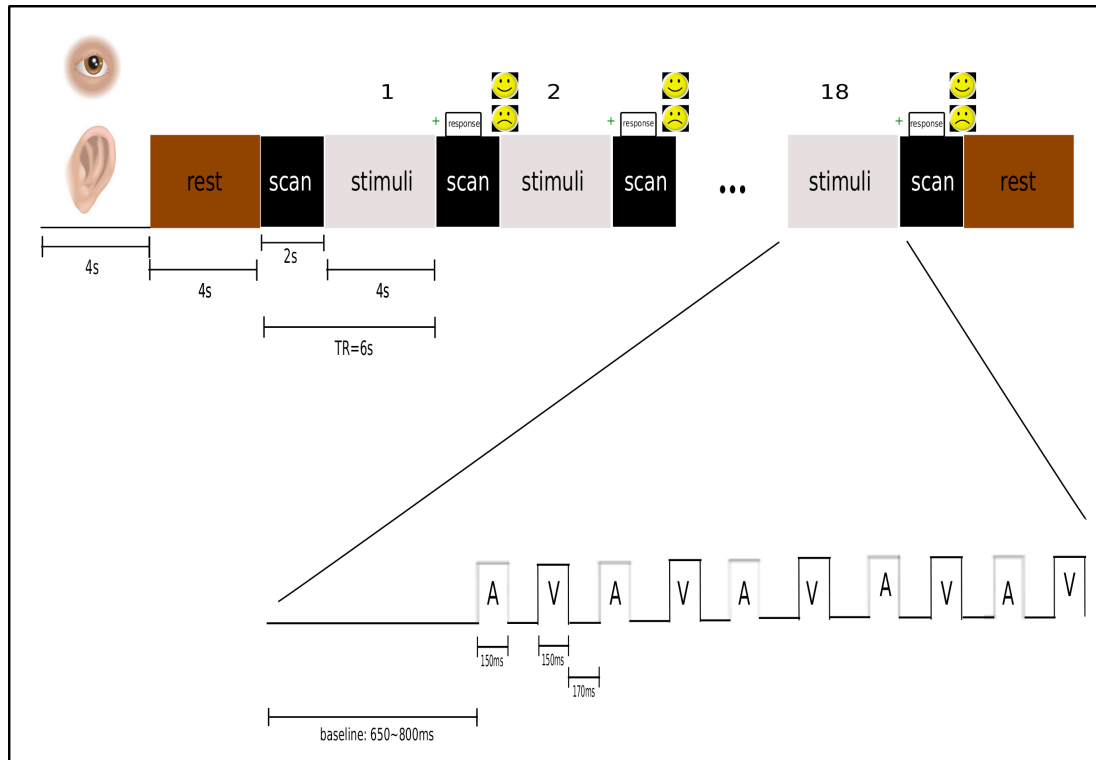 1
2
18
+
response
+
response
+
response
rest
scan
stimuli
scan
stimuli
scan
...
stimuli
scan
rest
4s
4s
2s
4s
TR=6s
A
V
A
V
A
V
A
V
A
V
150ms
150ms
170ms
baseline: 650~800ms